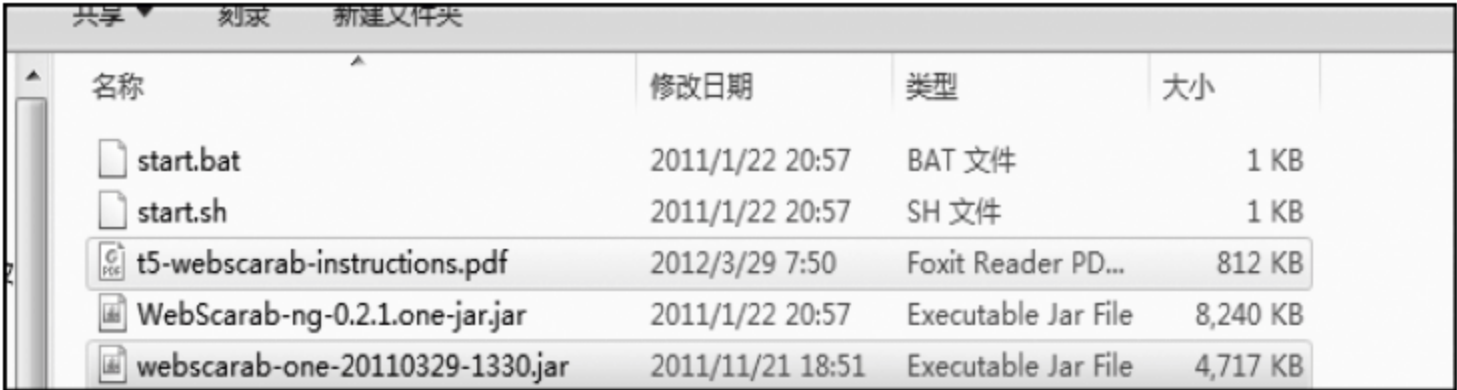 共享 刻录 新建文件夹
名称 修改日期 类型 大小
start.bat 2011/1/22 20:57 BAT 文件 1 KB
start.sh 2011/1/22 20:57 SH 文件 1 KB
t5-webscarab-instructions.pdf 2012/3/29 7:50 Foxit Reader PD... 812 KB
WebScarab-ng-0.2.1.one-jar.jar 2011/1/22 20:57 Executable Jar File 8,240 KB
webscarab-one-20110329-1330.jar 2011/11/21 18:51 Executable Jar File 4,717 KB